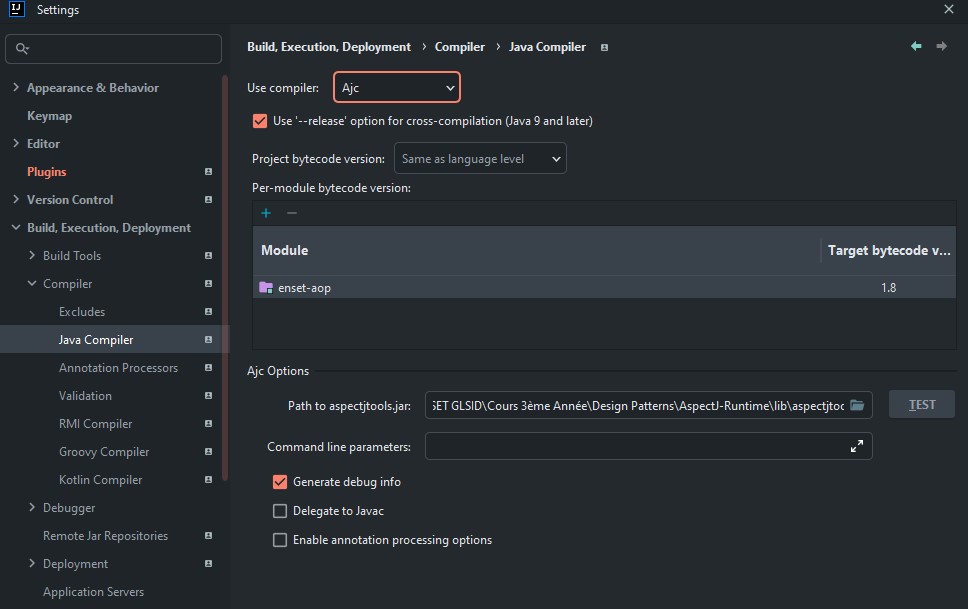 IJ
Settings
Build, Execution, Deployment › Compiler › Java Compiler
Use compiler: Ajc
Use '--release' option for cross-compilation (Java 9 and later)
Project bytecode version: Same as language level
Per-module bytecode version:
Module Target bytecode v...
enset-aop 1.8
Ajc Options
Path to aspectjtools.jar: SET GLSID\Cours 3ème Année\Design Patterns\AspectJ-Runtime\lib\aspectjtoc TEST
Command line parameters:
Generate debug info
Delegate to Javac
Enable annotation processing options
Appearance & Behavior
Keymap
Editor
Plugins
Version Control
Build, Execution, Deployment
Build Tools
Compiler
Excludes
Java Compiler
Annotation Processors
Validation
RMI Compiler
Groovy Compiler
Kotlin Compiler
Debugger
Remote Jar Repositories
Deployment
Application Servers